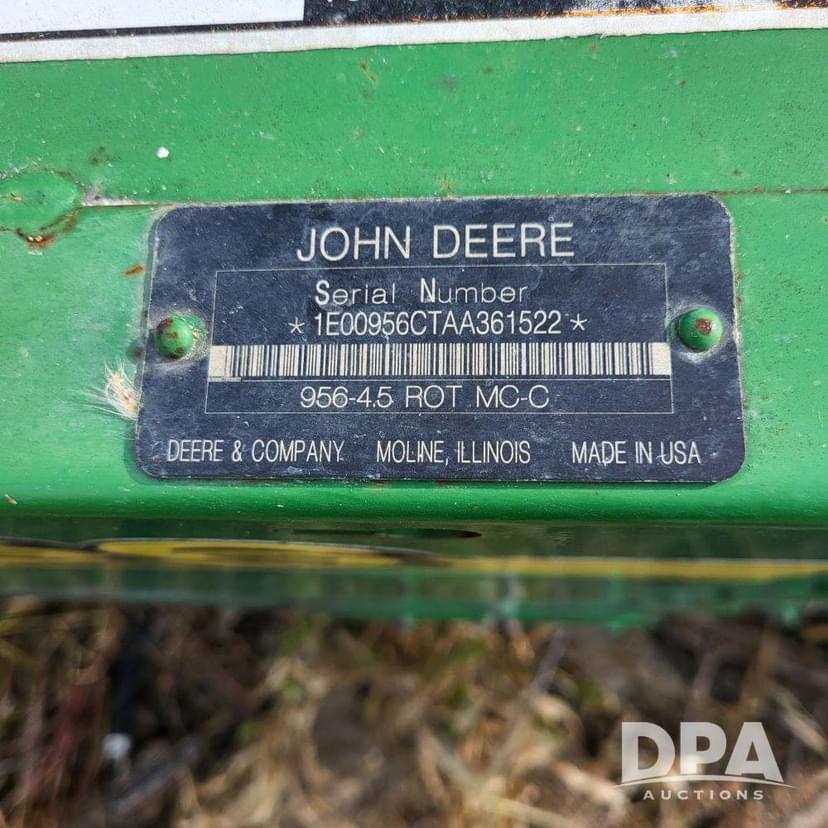 JOHN DEERE
Serial Number
* 1E00956CTAA361522 *
956-4.5 ROT MC-C
DEERE & COMPANY MOLINE, ILLINOIS MADE IN USA
DPA
AUCTIONS